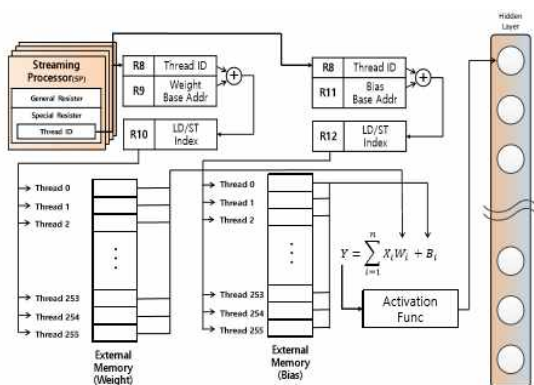 Hidden
Layer
Streaming
Processor(SP)
General Resister
Special Resister
Thread ID
R8 Thread ID
R9 Weight
Base Addr
R10 LD/ST
Index
R8 Thread ID
R11 Bias
Base Addr
R12 LD/ST
Index
Thread 0
Thread 1
Thread 2
Thread 253
Thread 254
Thread 255
External
Memory
(Weight)
Thread 0
Thread 1
Thread 2
Thread 253
Thread 254
Thread 255
External
Memory
(Bias)
Y = ∑ⁿᵢ₌₁ XᵢWᵢ + Bᵢ
Activation
Func